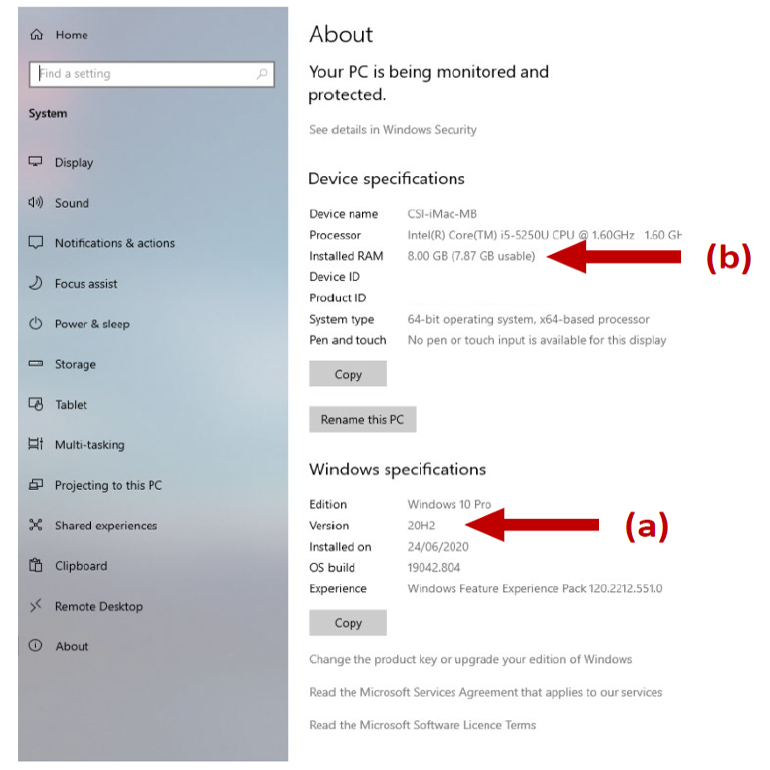 Home
Find a setting
System
Display
Sound
Notifications & actions
Focus assist
Power & sleep
Storage
Tablet
Multi-tasking
Projecting to this PC
Shared experiences
Clipboard
Remote Desktop
About
About
Your PC is being monitored and
protected.
See details in Windows Security
Device specifications
Device name CSI-iMac-MB
Processor Intel(R) Core(TM) i5-5250U CPU @ 1.60GHz 1.60 GH
Installed RAM 8.00 GB (7.87 GB usable)
(b)
Device ID
Product ID
System type 64-bit operating system, x64-based processor
Pen and touch No pen or touch input is available for this display
Copy
Rename this PC
Windows specifications
Edition Windows 10 Pro
Version 20H2
(a)
Installed on 24/06/2020
OS build 19042.804
Experience Windows Feature Experience Pack 120.2212.551.0
Copy
Change the product key or upgrade your edition of Windows
Read the Microsoft Services Agreement that applies to our services
Read the Microsoft Software Licence Terms